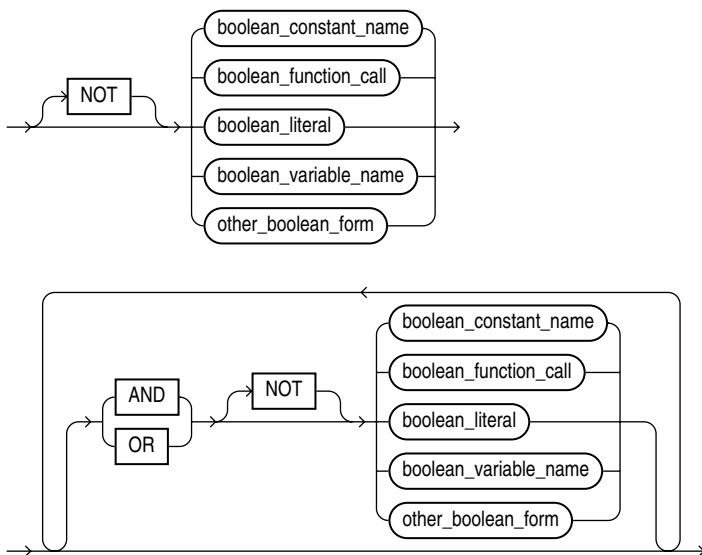 boolean_constant_name
boolean_function_call
NOT
boolean_literal
boolean_variable_name
other_boolean_form
boolean_constant_name
boolean_function_call
AND
NOT
OR
boolean_literal
boolean_variable_name
other_boolean_form